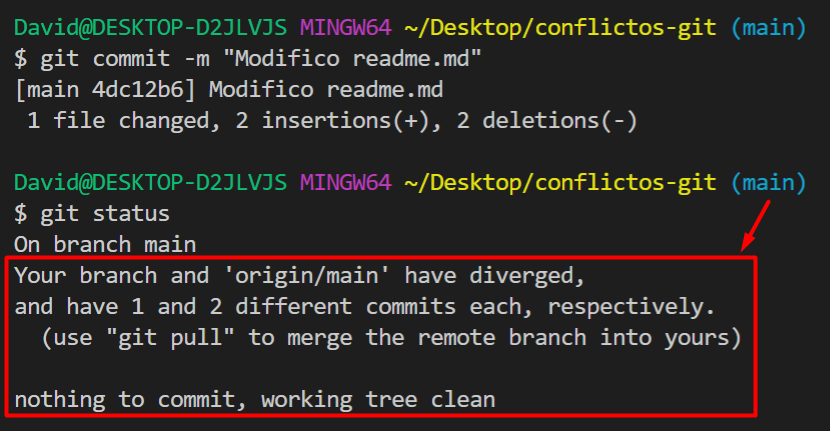 David@DESKTOP-D2JLVJS MINGW64 ~/Desktop/conflictos-git (main)
$ git commit -m "Modifico readme.md"
[main 4dc12b6] Modifico readme.md
 1 file changed, 2 insertions(+), 2 deletions(-)

David@DESKTOP-D2JLVJS MINGW64 ~/Desktop/conflictos-git (main)
$ git status
On branch main
Your branch and 'origin/main' have diverged,
and have 1 and 2 different commits each, respectively.
  (use "git pull" to merge the remote branch into yours)

nothing to commit, working tree clean